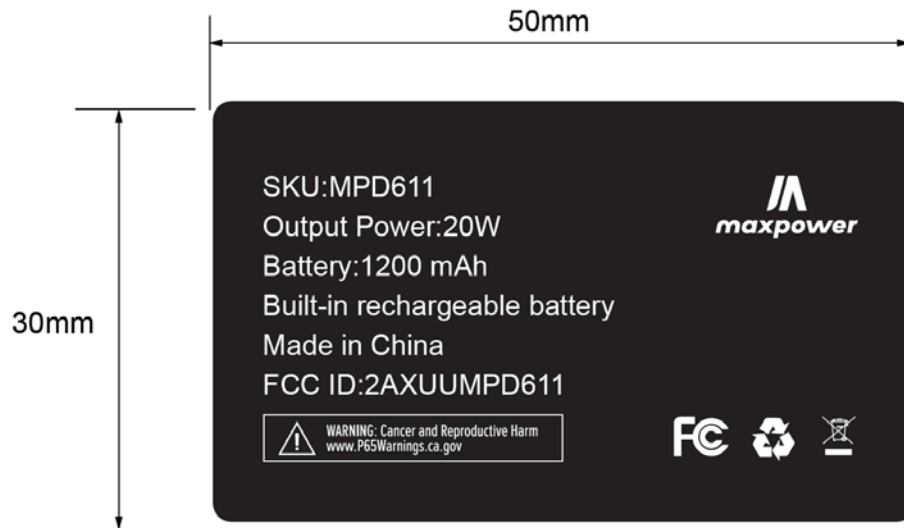 50mm
30mm
SKU:MPD611
maxpower
Output Power:20W
Battery:1200 mAh
Built-in rechargeable battery
Made in China
FCC ID:2AXUUMPD611
WARNING: Cancer and Reproductive Harm
www.P65Warnings.ca.gov
FC